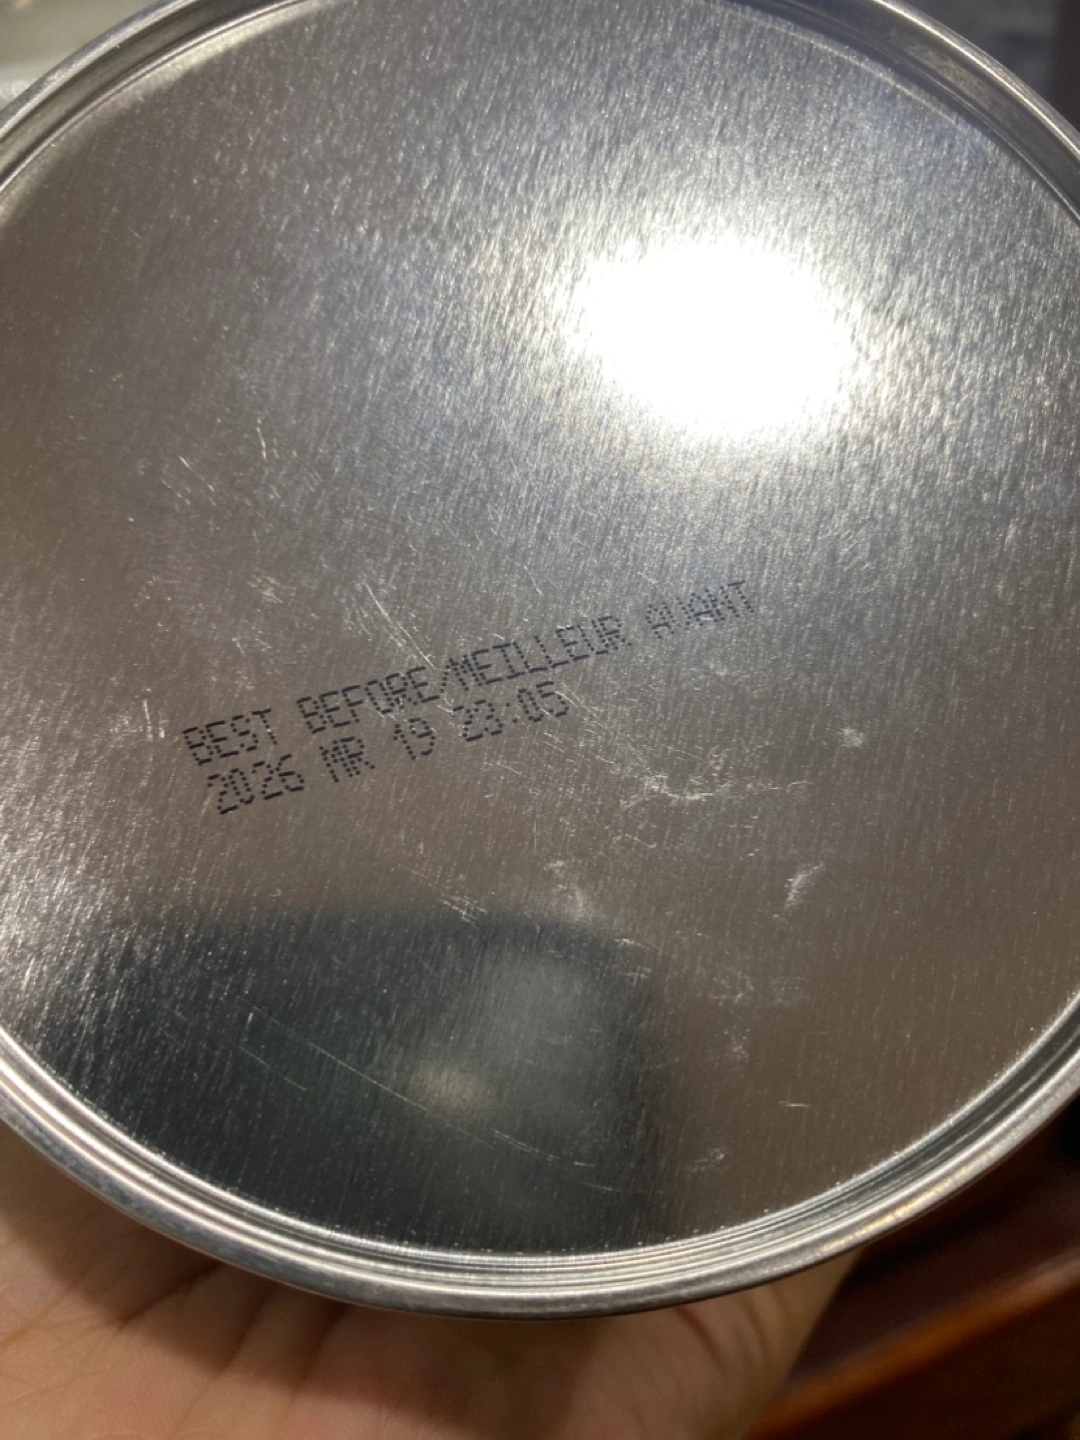 BEST BEFORE/MEILLEUR AVANT
2026 MR 19 23:05